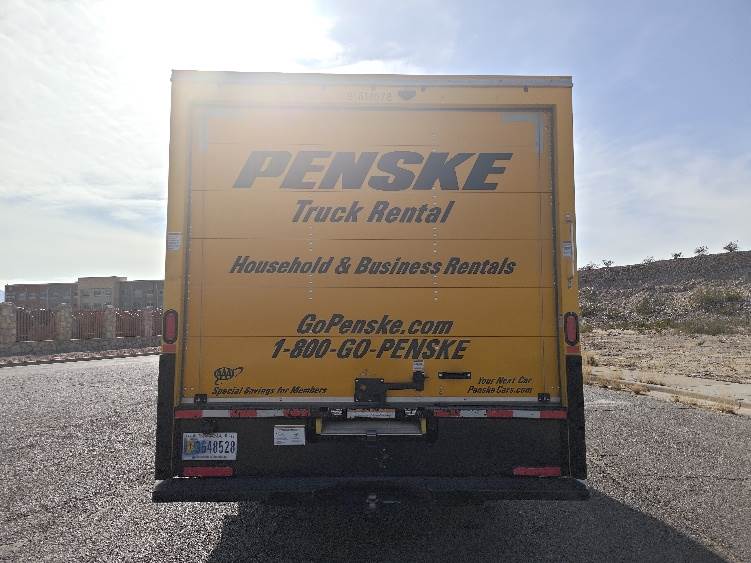 PENSKE
Truck Rental
Household & Business Rentals
GoPenske.com
1-800-GO-PENSKE
AAA
Special Savings for Members
Your Next Car
PenskeCars.com
3548528